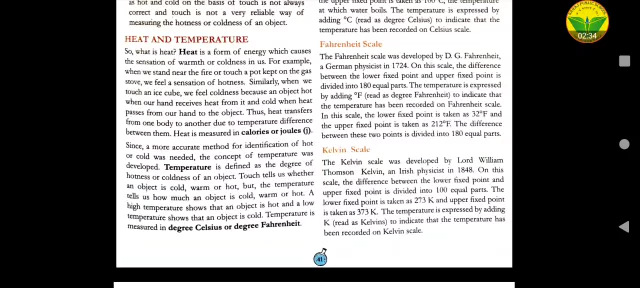 as hot and cold on the basis of touch is not always
correct and touch is not a very reliable way of
measuring the hotness or coldness of an object.
HEAT AND TEMPERATURE
So, what is heat? Heat is a form of energy which causes
the sensation of warmth or coldness in us. For example,
when we stand near the fire or touch a pot kept on the gas
stove, we feel a sensation of hotness. Similarly, when we
touch an ice cube, we feel coldness because an object hot
when our hand receives heat from it and cold when heat
passes from our hand to the object. Thus, heat transfers
from one body to another due to temperature difference
between them. Heat is measured in calories or joules (j).
Since, a more accurate method for identification of hot
or cold was needed, the concept of temperature was
developed. Temperature is defined as the degree of
hotness or coldness of an object. Touch tells us whether
an object is cold, warm or hot, but, the temperature
tells us how much an object is cold, warm or hot. A
high temperature shows that an object is hot and a low
temperature shows that an object is cold. Temperature is
measured in degree Celsius or degree Fahrenheit.
the upper fixed point is taken as 100°C, the temperature
at which water boils. The temperature is expressed by
adding °C (read as degree Celsius) to indicate that the
temperature has been recorded on Celsius scale.
Fahrenheit Scale
The Fahrenheit scale was developed by D. G. Fahrenheit,
a German physicist in 1724. On this scale, the difference
between the lower fixed point and upper fixed point is
divided into 180 equal parts. The temperature is expressed
by adding °F (read as degree Fahrenheit) to indicate that
the temperature has been recorded on Fahrenheit scale.
In this scale, the lower fixed point is taken as 32°F and
the upper fixed point is taken as 212°F. The difference
between these two points is divided into 180 equal parts.
Kelvin Scale
The Kelvin scale was developed by Lord William
Thomson Kelvin, an Irish physicist in 1848. On this
scale, the difference between the lower fixed point and
upper fixed point is divided into 100 equal parts. The
lower fixed point is taken as 273 K and upper fixed point
is taken as 373 K. The temperature is expressed by adding
K (read as Kelvins) to indicate that the temperature has
been recorded on Kelvin scale.
41
02:34